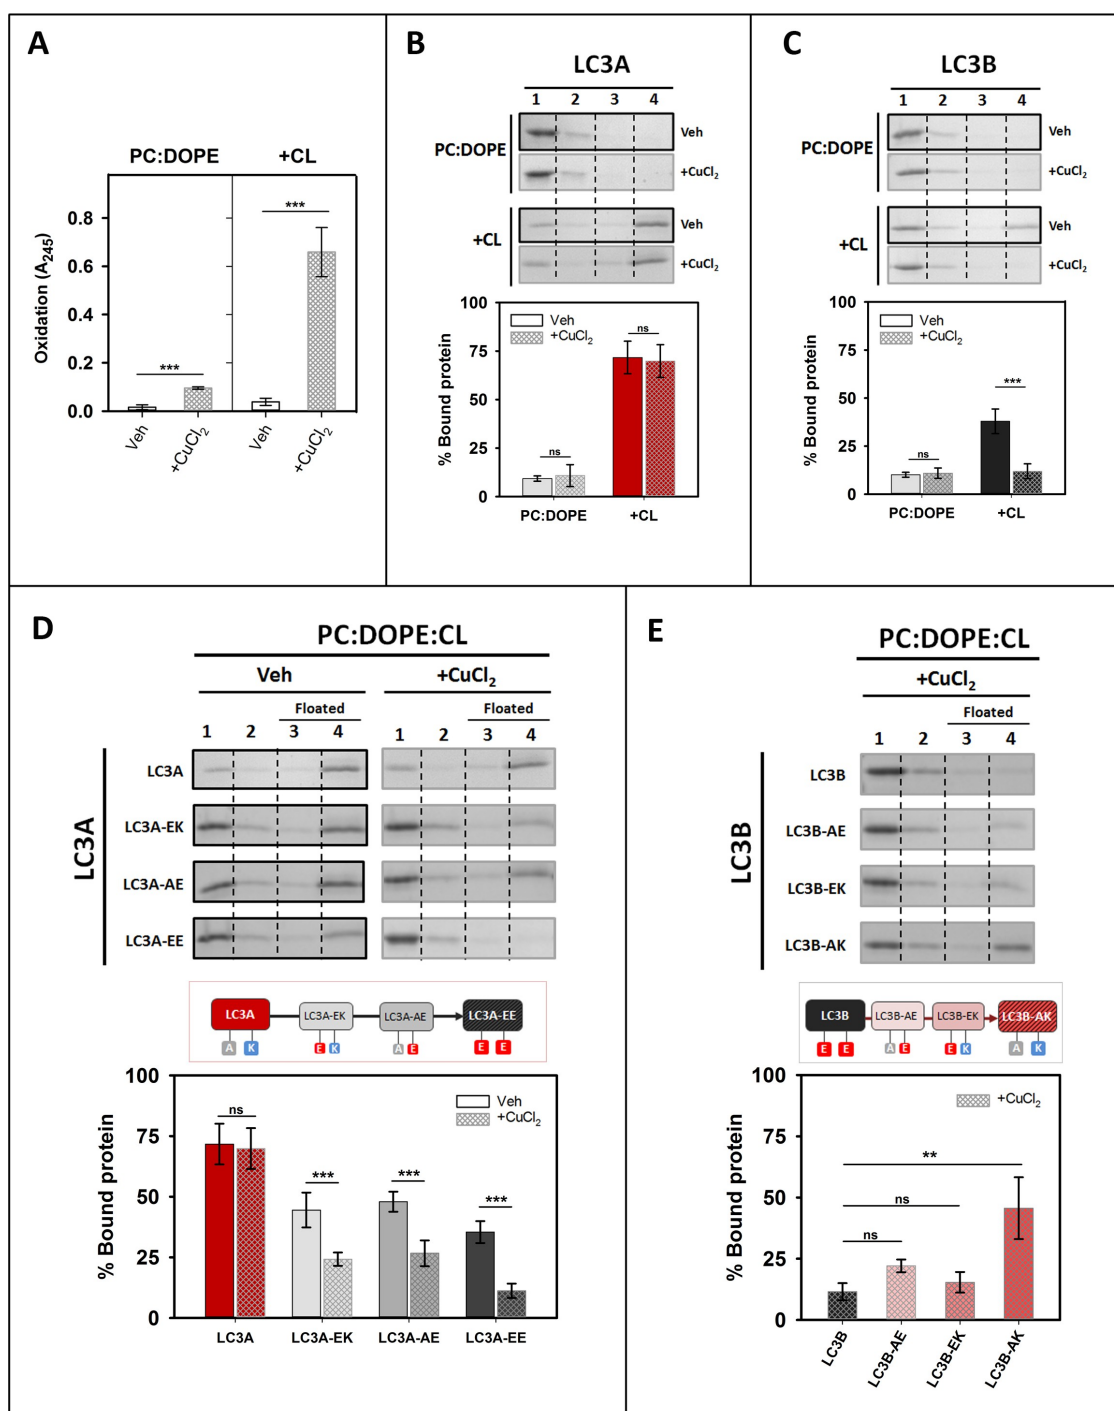 A
PC:DOPE
+CL
Oxidation (A245)
0.8
0.6
0.4
0.2
0.0
***
***
Veh
+CuCl2
Veh
+CuCl2
B
LC3A
1 2 3 4
PC:DOPE
Veh
+CuCl2
+CL
Veh
+CuCl2
% Bound protein
100
75
50
25
0
Veh
+CuCl2
ns
ns
PC:DOPE
+CL
C
LC3B
1 2 3 4
PC:DOPE
Veh
+CuCl2
+CL
Veh
+CuCl2
% Bound protein
100
75
50
25
0
Veh
+CuCl2
ns
***
PC:DOPE
+CL
D
PC:DOPE:CL
Veh
+CuCl2
Floated
Floated
1 2 3 4
1 2 3 4
LC3A
LC3A
LC3A-EK
LC3A-AE
LC3A-EE
LC3A
LC3A-EK
LC3A-AE
LC3A-EE
A K
E K
A E
E E
% Bound protein
100
75
50
25
0
Veh
+CuCl2
ns
***
***
***
LC3A
LC3A-EK
LC3A-AE
LC3A-EE
E
PC:DOPE:CL
+CuCl2
Floated
1 2 3 4
LC3B
LC3B
LC3B-AE
LC3B-EK
LC3B-AK
LC3B
LC3B-AE
LC3B-EK
LC3B-AK
E E
A E
E K
A K
% Bound protein
100
75
50
25
0
+CuCl2
**
ns
ns
LC3B
LC3B-AE
LC3B-EK
LC3B-AK